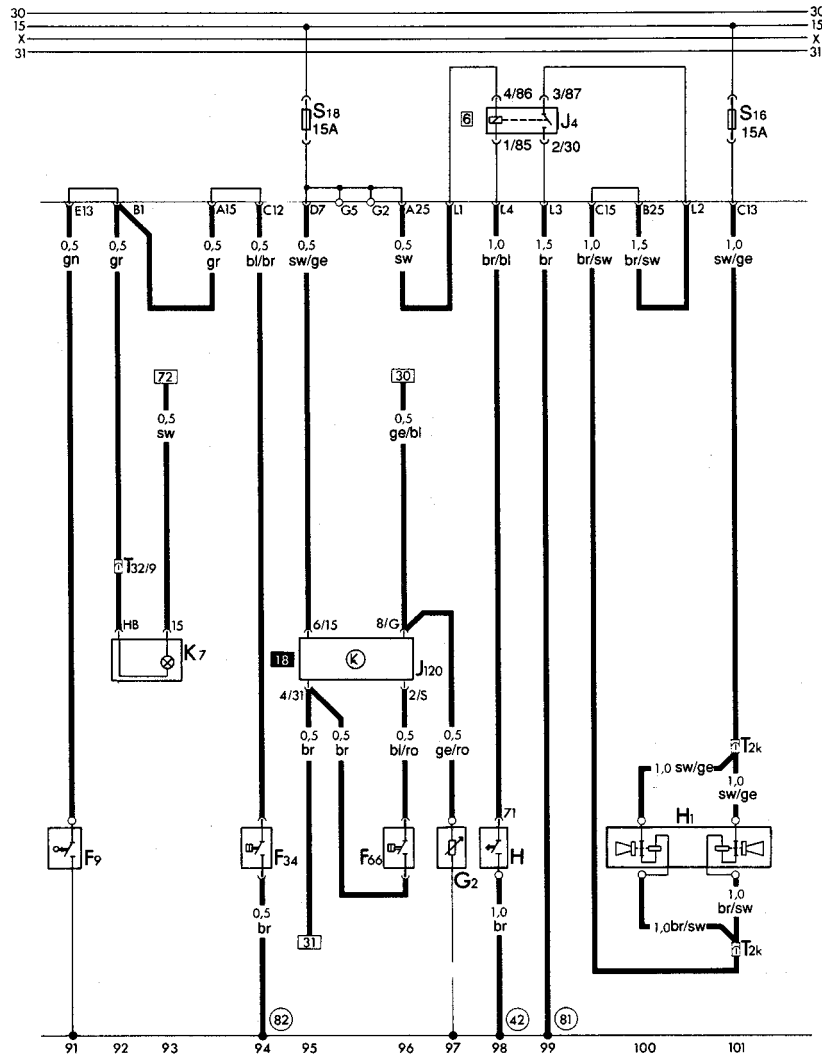 30 30
15 15
X X
31 31
S18
15A
6
4/86 3/87
J4
1/85 2/30
S16
15A
E13 B1 A15 C12 D7 G5 G2 A25 L1 L4 L3 C15 B25 L2 C13
0,5 gn
0,5 gr
0,5 gr
0,5 bl/br
0,5 sw/ge
0,5 sw
1,0 br/bl
1,5 br
1,0 br/sw
1,5 br/sw
1,0 sw/ge
72
0,5 sw
30
0,5 ge/bl
T32/9
HB 15
K7
6/15 8/G
18 K J120
4/31 2/S
0,5 br
0,5 br
0,5 bl/ro
0,5 ge/ro
T2k
1,0 sw/ge
1,0 sw/ge
71
H1
F9
F34
F66
G2
H
0,5 br
31
1,0 br
1,0 br/sw
1,0br/sw
T2k
82 42 81
91 92 93 94 95 96 97 98 99 100 101